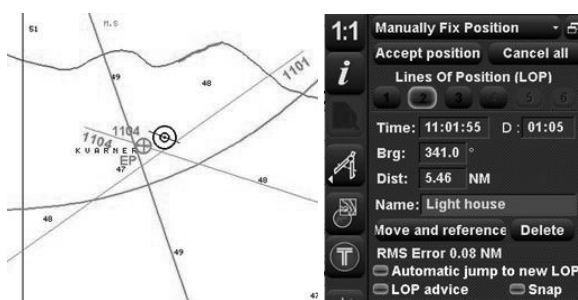 51
M.S
49
48
1101
1104
1104
KVARNER
EP
47
48
48
49
47
1:1
Manually Fix Position
Accept position Cancel all
Lines Of Position (LOP)
1 2 3 4 5 6
Time: 11:01:55 D : 01:05
Brg: 341.0 °
Dist: 5.46 NM
Name: Light house
Move and reference Delete
RMS Error 0.08 NM
Automatic jump to new LOP
LOP advice Snap
i
T